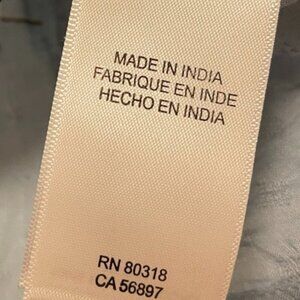 MADE IN INDIA
FABRIQUE EN INDE
HECHO EN INDIA
RN 80318
CA 56897